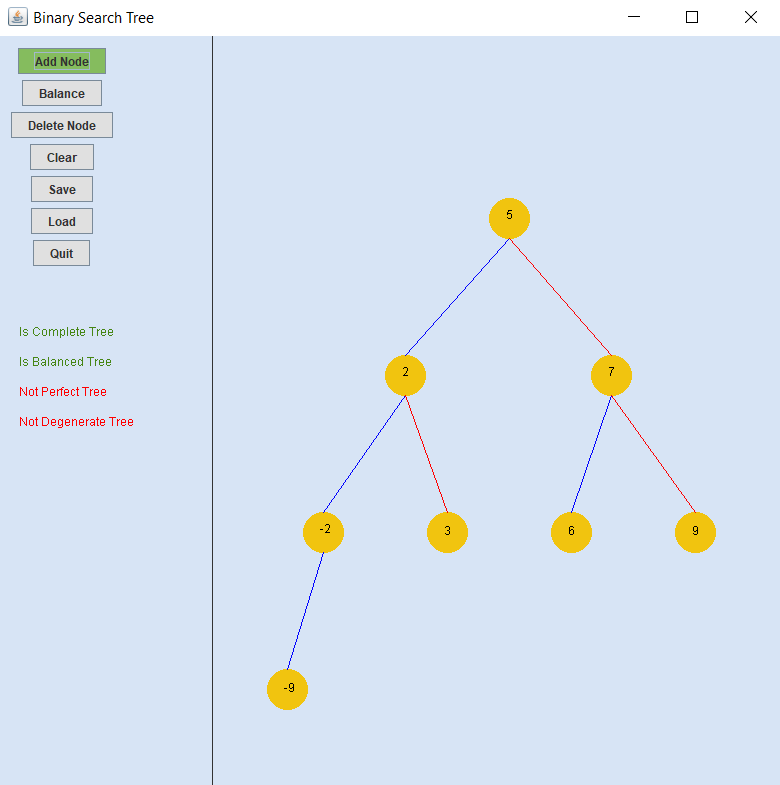 Binary Search Tree
Add Node
Balance
Delete Node
Clear
Save
Load
Quit
Is Complete Tree
Is Balanced Tree
Not Perfect Tree
Not Degenerate Tree
5
2 7
-2 3 6 9
-9